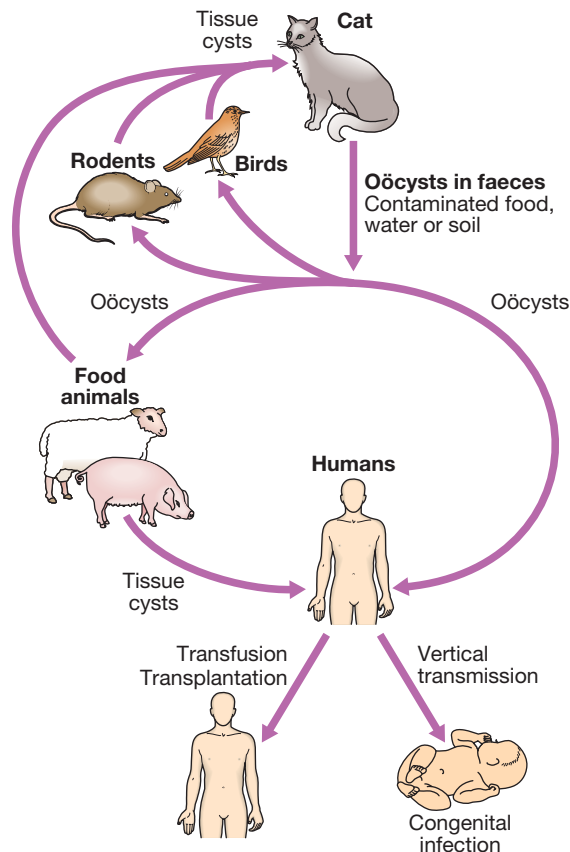 Tissue
cysts
Cat
Rodents
Birds
Oöcysts in faeces
Contaminated food,
water or soil
Oöcysts
Oöcysts
Food
animals
Humans
Tissue
cysts
Transfusion
Transplantation
Vertical
transmission
Congenital
infection